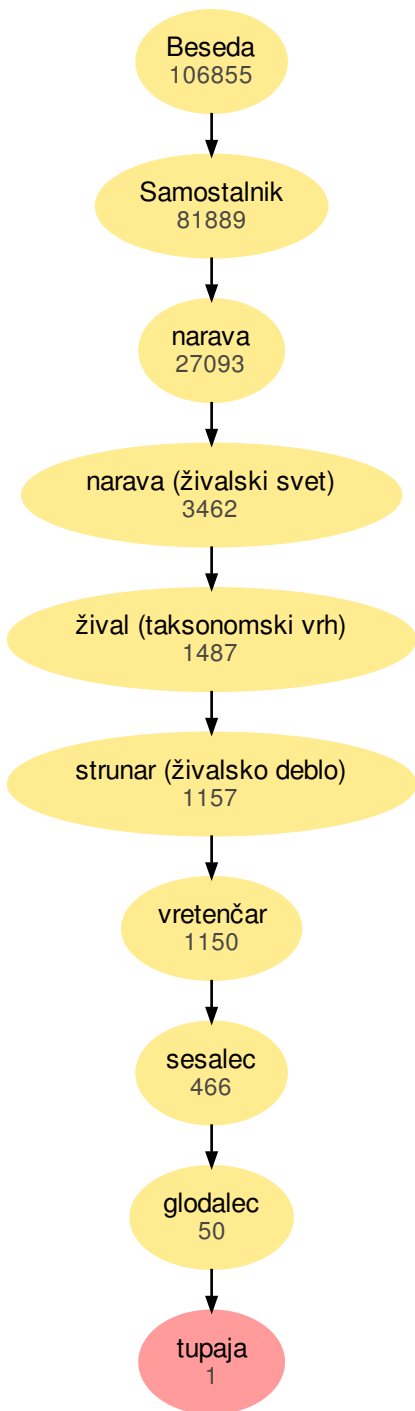 Beseda
106855
Samostalnik
81889
narava
27093
narava (živalski svet)
3462
žival (taksonomski vrh)
1487
strunar (živalsko deblo)
1157
vretenčar
1150
sesalec
466
glodalec
50
tupaja
1